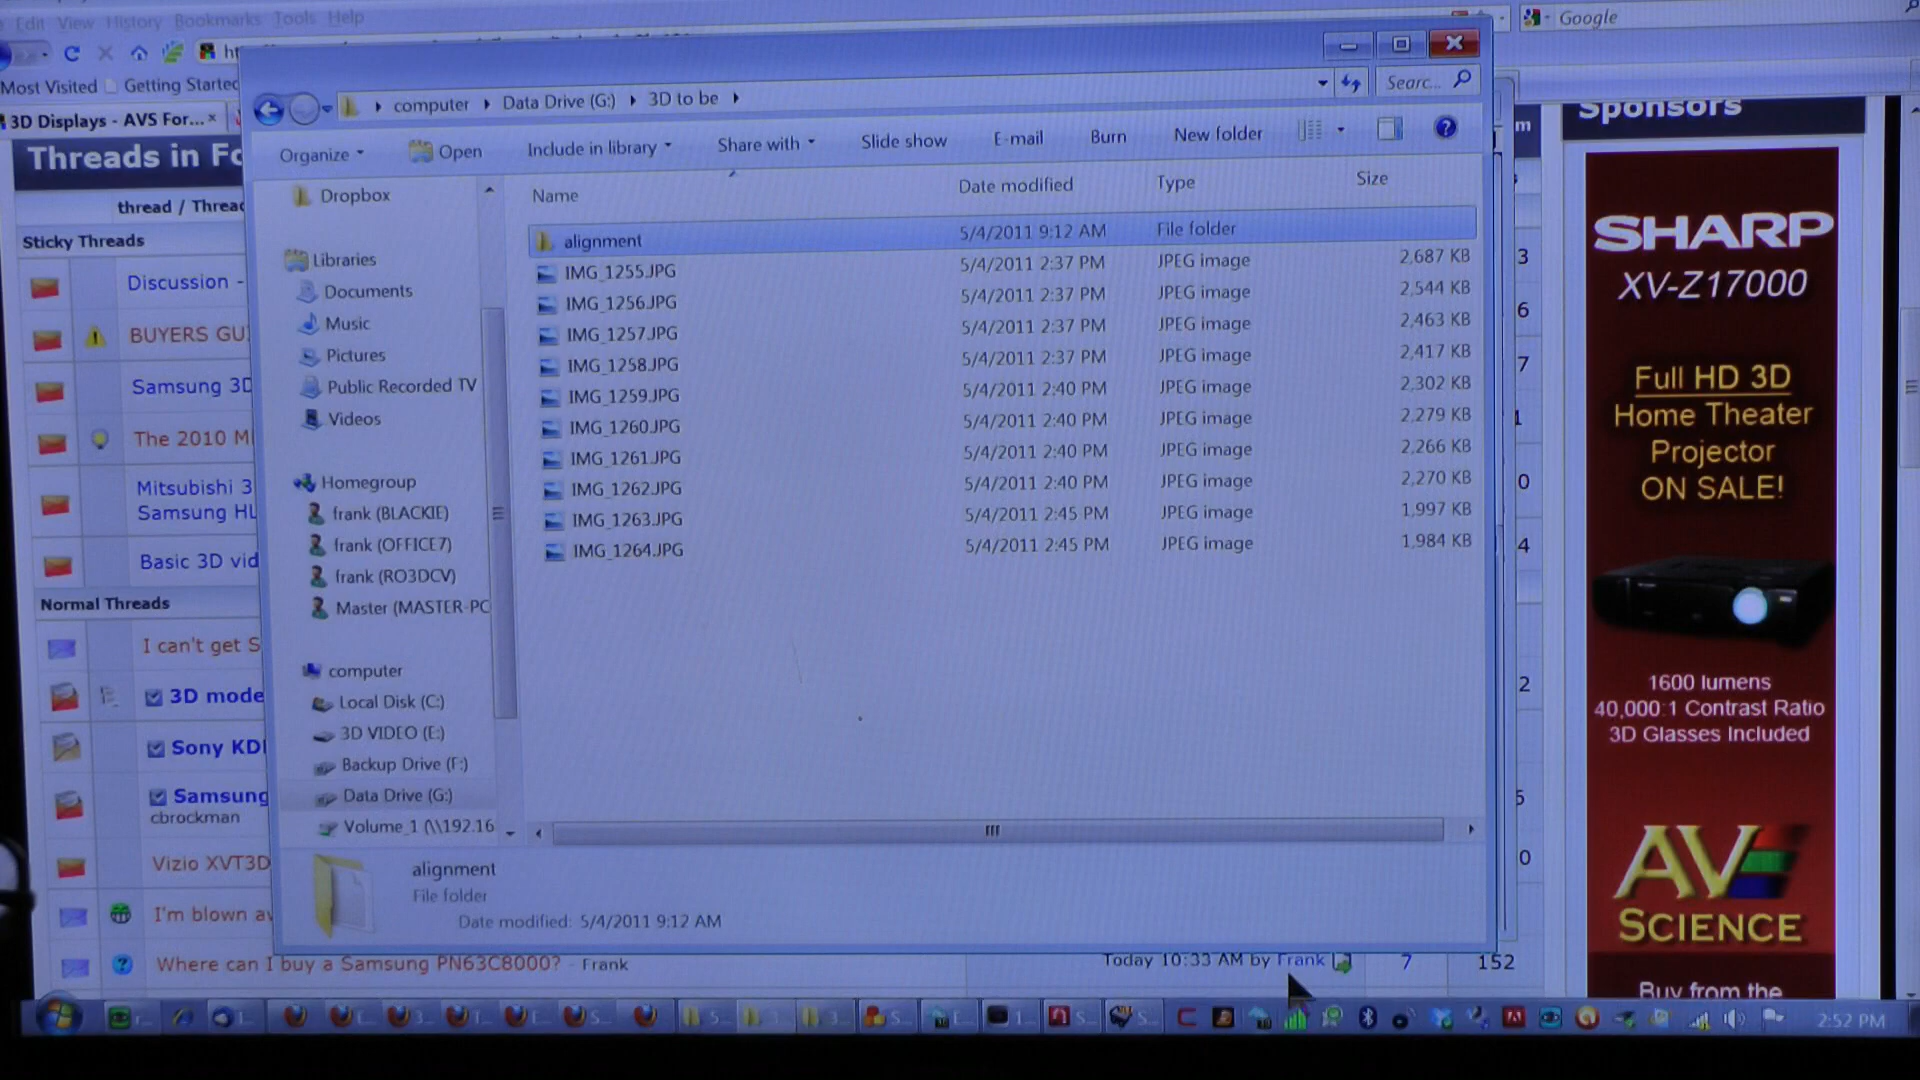 Edit View History Bookmarks Tools Help
Google
Most Visited Getting Started
3D Displays - AVS For... ×
Threads in Fo
thread / Thread
Sticky Threads
Discussion -
BUYERS GU
Samsung 3D
The 2010 M
Mitsubishi 3
Samsung HL
Basic 3D vid
Normal Threads
I can't get S
3D mode
Sony KDL
Samsung
cbrockman
Vizio XVT3D
I'm blown av
Where can I buy a Samsung PN63C8000? - Frank
Today 10:33 AM by Frank
7
152
computer Data Drive (G:) 3D to be
Searc...
Organize Open Include in library Share with Slide show E-mail Burn New folder
Dropbox
Libraries
Documents
Music
Pictures
Public Recorded TV
Videos
Homegroup
frank (BLACKIE)
frank (OFFICE7)
frank (RO3DCV)
Master (MASTER-PC
computer
Local Disk (C:)
3D VIDEO (E:)
Backup Drive (F:)
Data Drive (G:)
Volume_1 (\\192.16
Name Date modified Type Size
alignment 5/4/2011 9:12 AM File folder
IMG_1255.JPG 5/4/2011 2:37 PM JPEG image 2,687 KB
IMG_1256.JPG 5/4/2011 2:37 PM JPEG image 2,544 KB
IMG_1257.JPG 5/4/2011 2:37 PM JPEG image 2,463 KB
IMG_1258.JPG 5/4/2011 2:37 PM JPEG image 2,417 KB
IMG_1259.JPG 5/4/2011 2:40 PM JPEG image 2,302 KB
IMG_1260.JPG 5/4/2011 2:40 PM JPEG image 2,279 KB
IMG_1261.JPG 5/4/2011 2:40 PM JPEG image 2,266 KB
IMG_1262.JPG 5/4/2011 2:40 PM JPEG image 2,270 KB
IMG_1263.JPG 5/4/2011 2:45 PM JPEG image 1,997 KB
IMG_1264.JPG 5/4/2011 2:45 PM JPEG image 1,984 KB
alignment
File folder
Date modified: 5/4/2011 9:12 AM
Sponsors
SHARP
XV-Z17000
Full HD 3D
Home Theater
Projector
ON SALE!
1600 lumens
40,000:1 Contrast Ratio
3D Glasses Included
AV
SCIENCE
Buy from the
2:52 PM